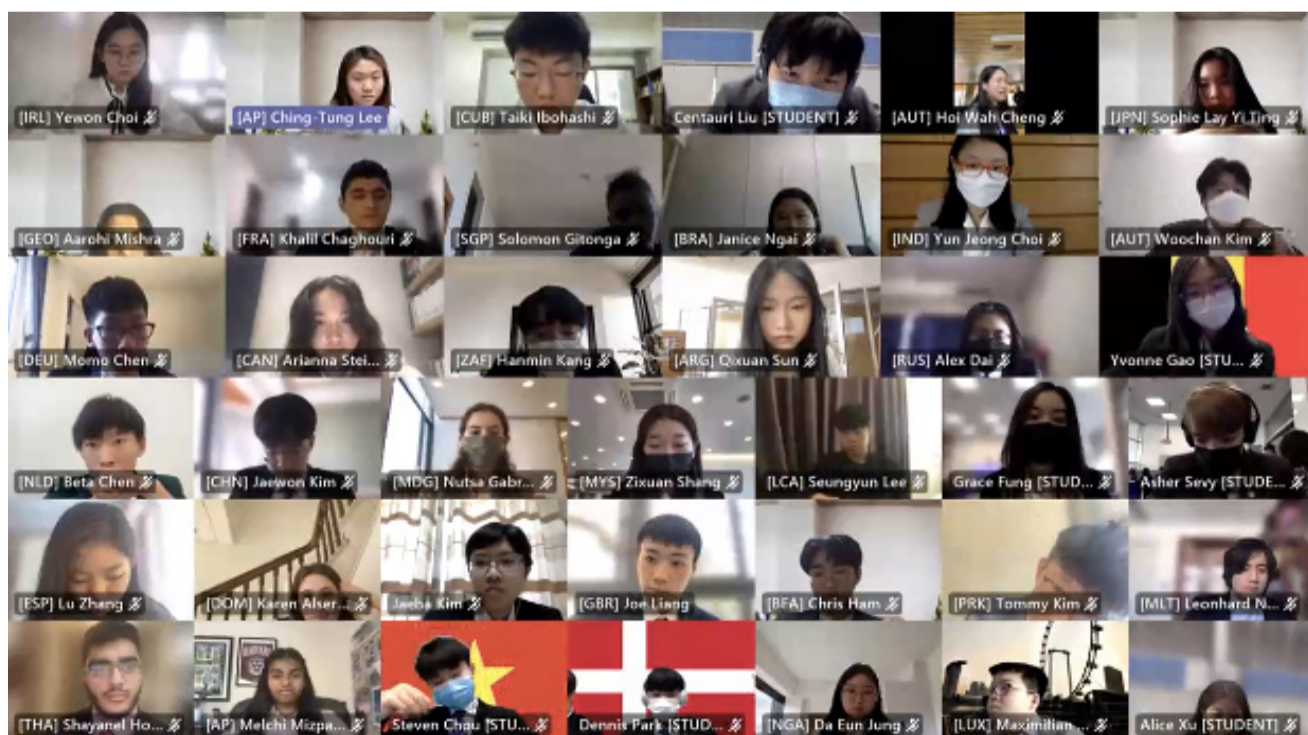 [IRL] Yewon Choi
[AP] Ching-Tung Lee
[CUB] Taiki Ibohashi
Centauri Liu [STUDENT]
[AUT] Hoi Wah Cheng
[JPN] Sophie Lay Yi Ting
[GEO] Aarohi Mishra
[FRA] Khalil Chaghouri
[SGP] Solomon Gitonga
[BRA] Janice Ngai
[IND] Yun Jeong Choi
[AUT] Woochan Kim
[DEU] Momo Chen
[CAN] Arianna Stei...
[ZAF] Hanmin Kang
[ARG] Qixuan Sun
[RUS] Alex Dai
Yvonne Gao [STU...
[NLD] Beta Chen
[CHN] Jaewon Kim
[MDG] Nutsa Gabr...
[MYS] Zixuan Shang
[LCA] Seungyun Lee
Grace Fung [STUD...
Asher Sevy [STUDE...
[ESP] Lu Zhang
[DOM] Karen Alser...
Jaeha Kim
[GBR] Joe Liang
[BFA] Chris Ham
[PRK] Tommy Kim
[MLT] Leonhard N...
[THA] Shayanel Ho...
[AP] Melchi Mizpa...
Steven Chou [STU...
Dennis Park [STUD...
[NGA] Da Eun Jung
[LUX] Maximilian ...
Alice Xu [STUDENT]